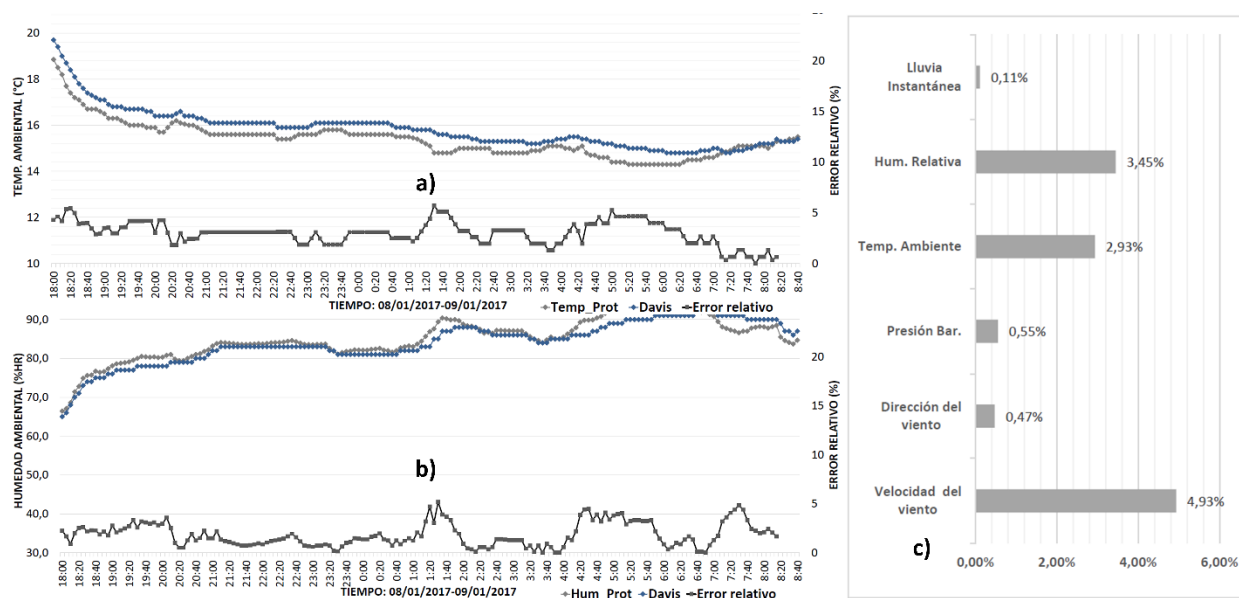 20
18
16
14
12
10
TEMP. AMBIENTAL (°C)
20
15
10
5
0
ERROR RELATIVO (%)
a)
18:00 18:20 18:40 19:00 19:20 19:40 20:00 20:20 20:40 21:00 21:20 21:40 22:00 22:20 22:40 23:00 23:20 23:40 0:00 0:20 0:40 1:00 1:20 1:40 2:00 2:20 2:40 3:00 3:20 3:40 4:00 4:20 4:40 5:00 5:20 5:40 6:00 6:20 6:40 7:00 7:20 7:40 8:00 8:20 8:40
TIEMPO: 08/01/2017-09/01/2017
Temp_Prot Davis Error relativo
90,0
80,0
70,0
60,0
50,0
40,0
30,0
HUMEDAD AMBIENTAL (%HR)
20
15
10
5
0
ERROR RELATIVO (%)
b)
18:00 18:20 18:40 19:00 19:20 19:40 20:00 20:20 20:40 21:00 21:20 21:40 22:00 22:20 22:40 23:00 23:20 23:40 0:00 0:20 0:40 1:00 1:20 1:40 2:00 2:20 2:40 3:00 3:20 3:40 4:00 4:20 4:40 5:00 5:20 5:40 6:00 6:20 6:40 7:00 7:20 7:40 8:00 8:20 8:40
TIEMPO: 08/01/2017-09/01/2017
Hum_Prot Davis Error relativo
Lluvia
Instantánea
0,11%
Hum. Relativa
3,45%
Temp. Ambiente
2,93%
Presión Bar.
0,55%
Dirección del
viento
0,47%
Velocidad del
viento
4,93%
c)
0,00% 2,00% 4,00% 6,00%